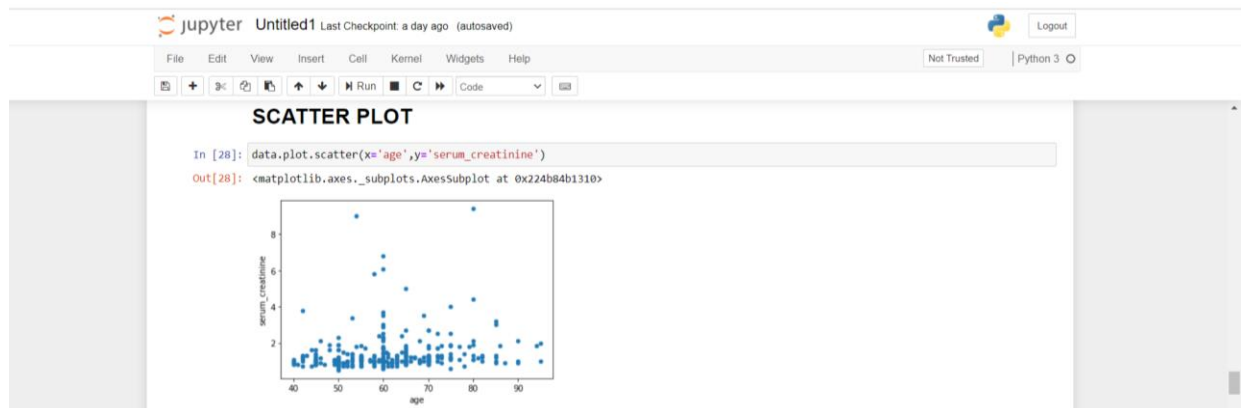 jupyter Untitled1 Last Checkpoint: a day ago (autosaved)
Logout
File Edit View Insert Cell Kernel Widgets Help
Not Trusted Python 3
Run Code
SCATTER PLOT
In [28]: data.plot.scatter(x='age',y='serum_creatinine')
Out[28]: <matplotlib.axes._subplots.AxesSubplot at 0x224b84b1310>
8
6
4
2
serum_creatinine
40 50 60 70 80 90
age